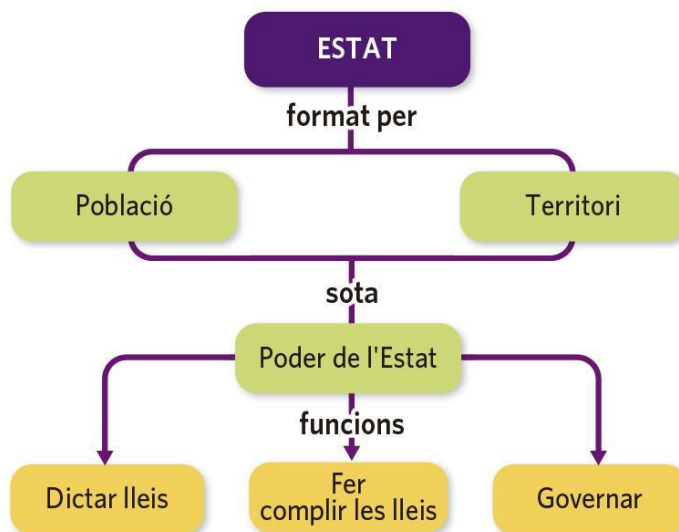 ESTAT
format per
Població
Territori
sota
Poder de l'Estat
funcions
Dictar lleis
Fer
complir les lleis
Governar